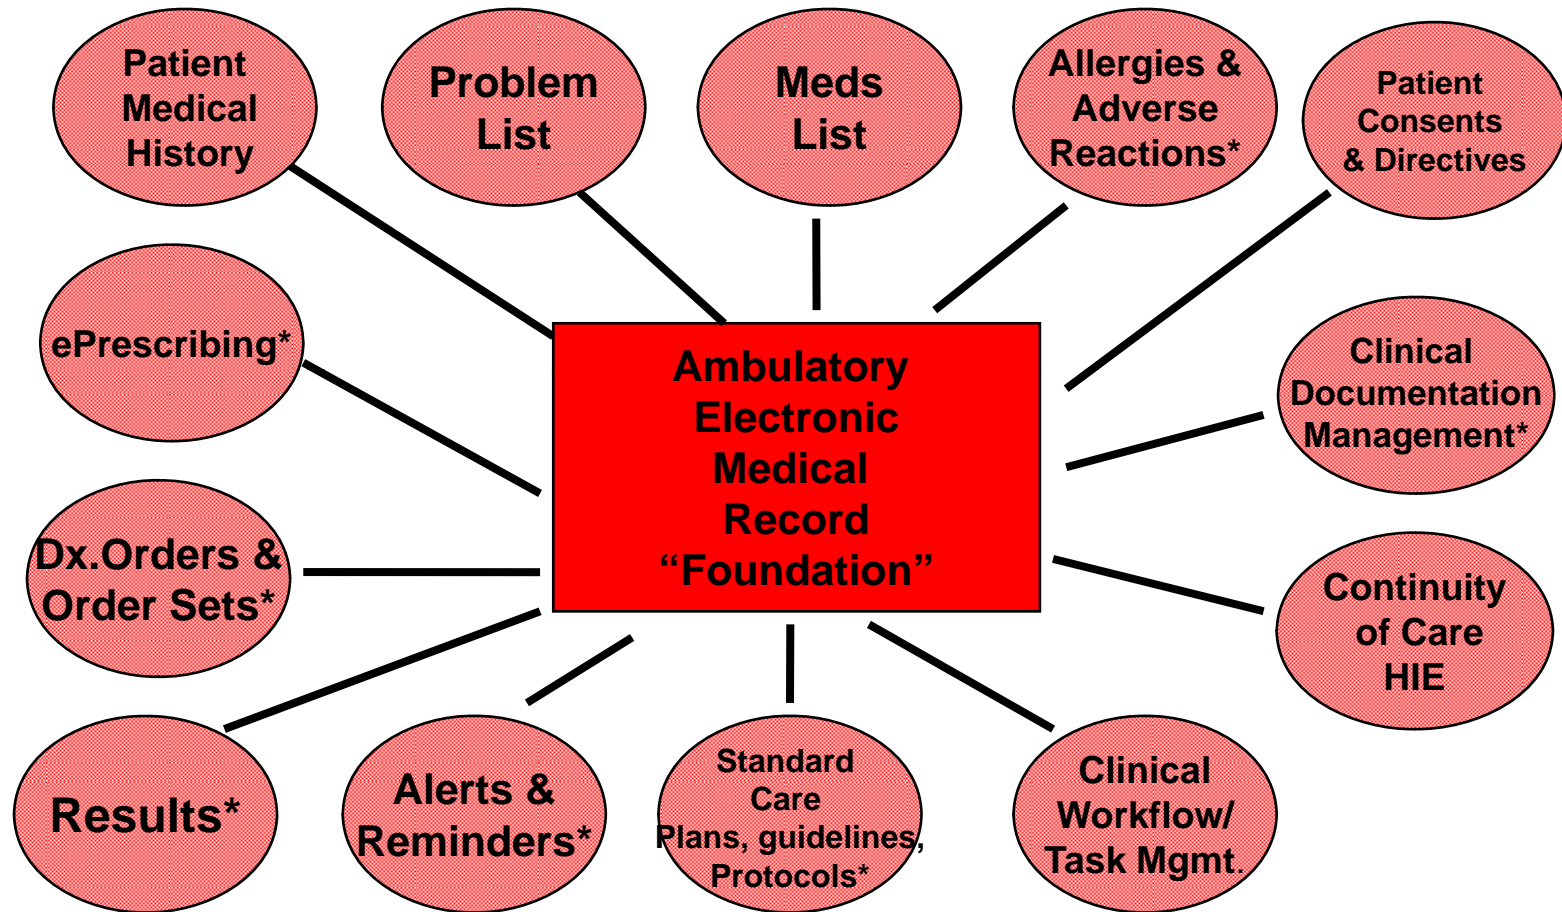 Patient
Medical
History
Problem
List
Meds
List
Allergies &
Adverse
Reactions*
Patient
Consents
& Directives
ePrescribing*
Ambulatory
Electronic
Medical
Record
“Foundation”
Clinical
Documentation
Management*
Dx.Orders &
Order Sets*
Continuity
of Care
HIE
Results*
Alerts &
Reminders*
Standard
Care
Plans, guidelines,
Protocols*
Clinical
Workflow/
Task Mgmt.